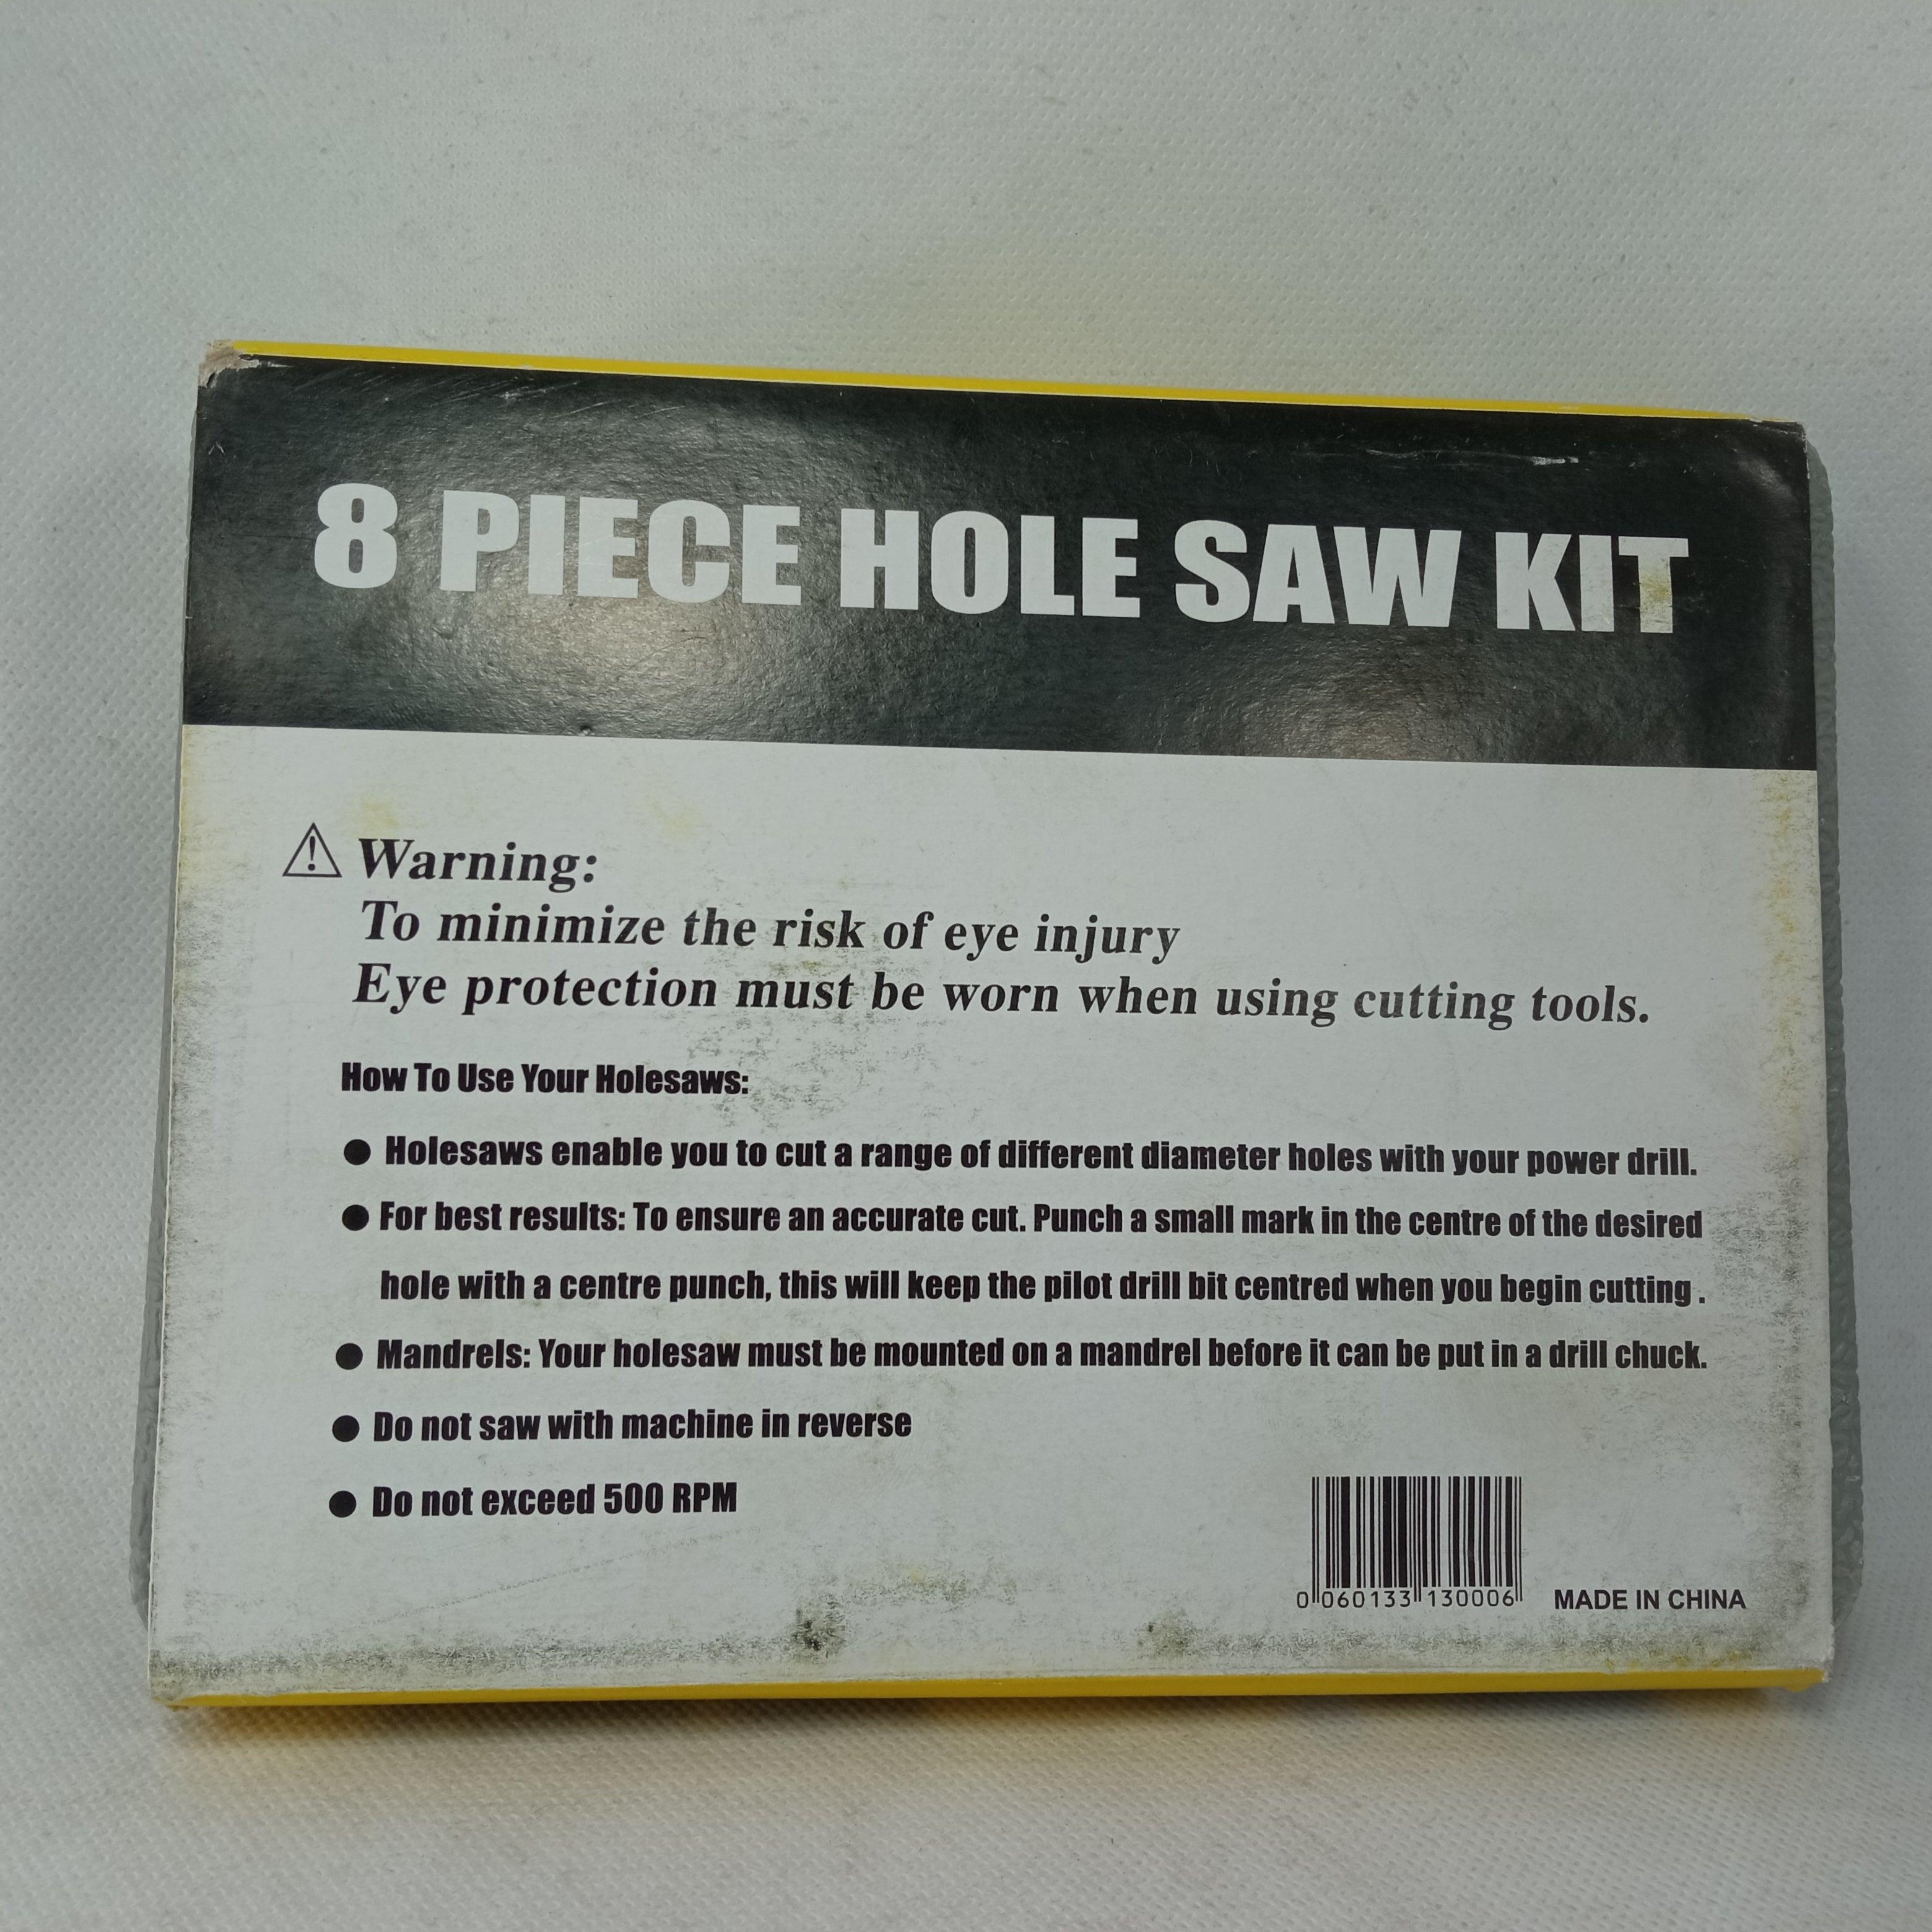 8 PIECE HOLE SAW KIT
Warning:
To minimize the risk of eye injury
Eye protection must be worn when using cutting tools.
How To Use Your Holesaws:
● Holesaws enable you to cut a range of different diameter holes with your power drill.
● For best results: To ensure an accurate cut. Punch a small mark in the centre of the desired
hole with a centre punch, this will keep the pilot drill bit centred when you begin cutting .
● Mandrels: Your holesaw must be mounted on a mandrel before it can be put in a drill chuck.
● Do not saw with machine in reverse
● Do not exceed 500 RPM
0 060133 130006
MADE IN CHINA